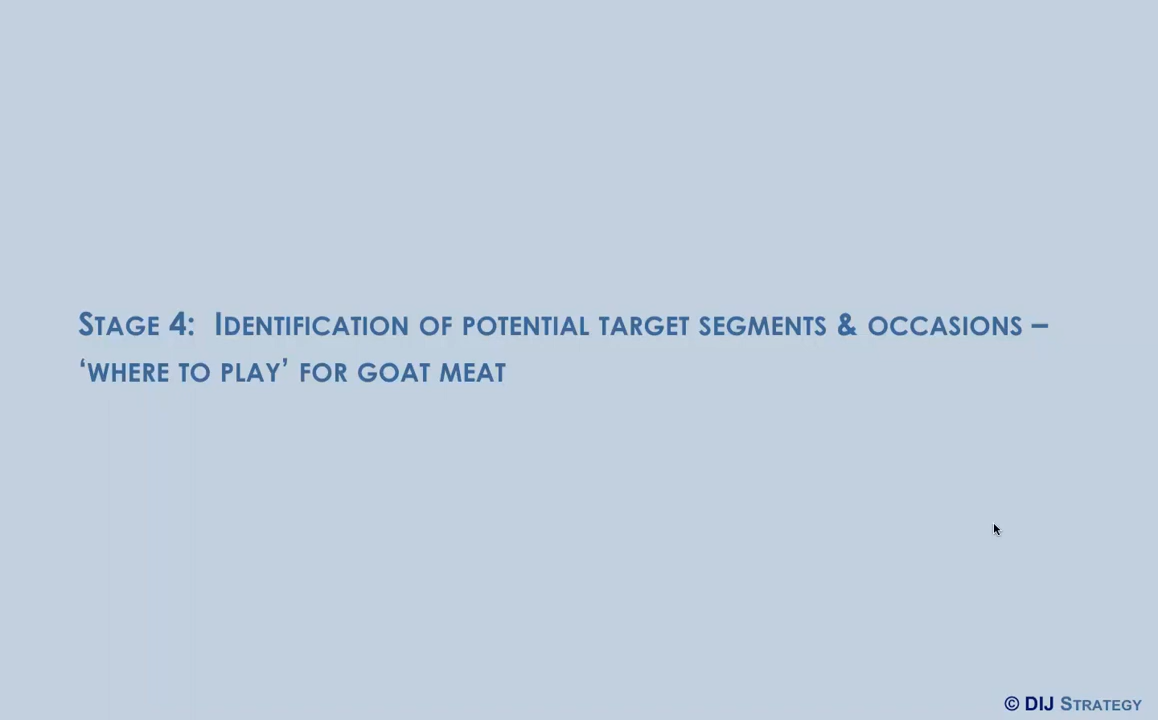 Stage 4: Identification of potential target segments & occasions –
‘where to play’ for goat meat
© DIJ Strategy